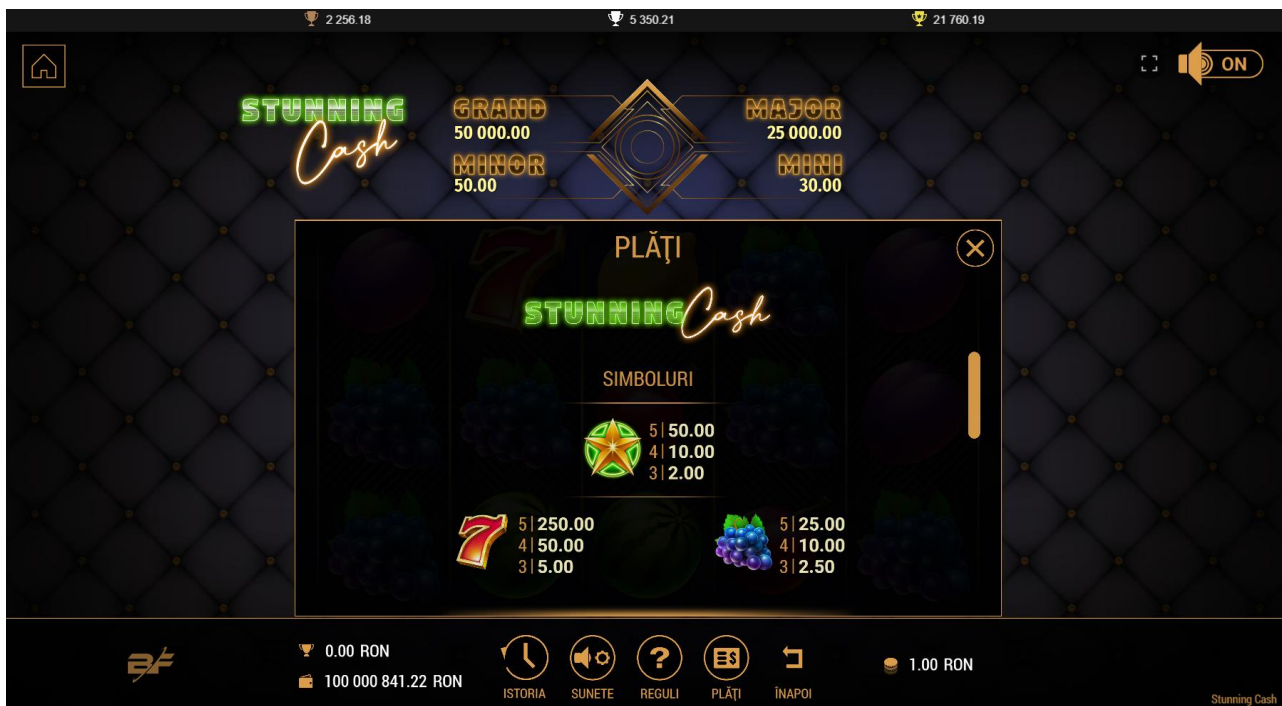 2 256.18 5 350.21 21 760.19
ON
STUNNING
Cash
GRAND
50 000.00
MAJOR
25 000.00
MINOR
50.00
MINI
30.00
PLĂŢI
STUNNING Cash
SIMBOLURI
5|50.00
4|10.00
3|2.00
5|250.00
4|50.00
3|5.00
5|25.00
4|10.00
3|2.50
BF
0.00 RON
100 000 841.22 RON
ISTORIA SUNETE REGULI PLĂŢI ÎNAPOI
1.00 RON
Stunning Cash